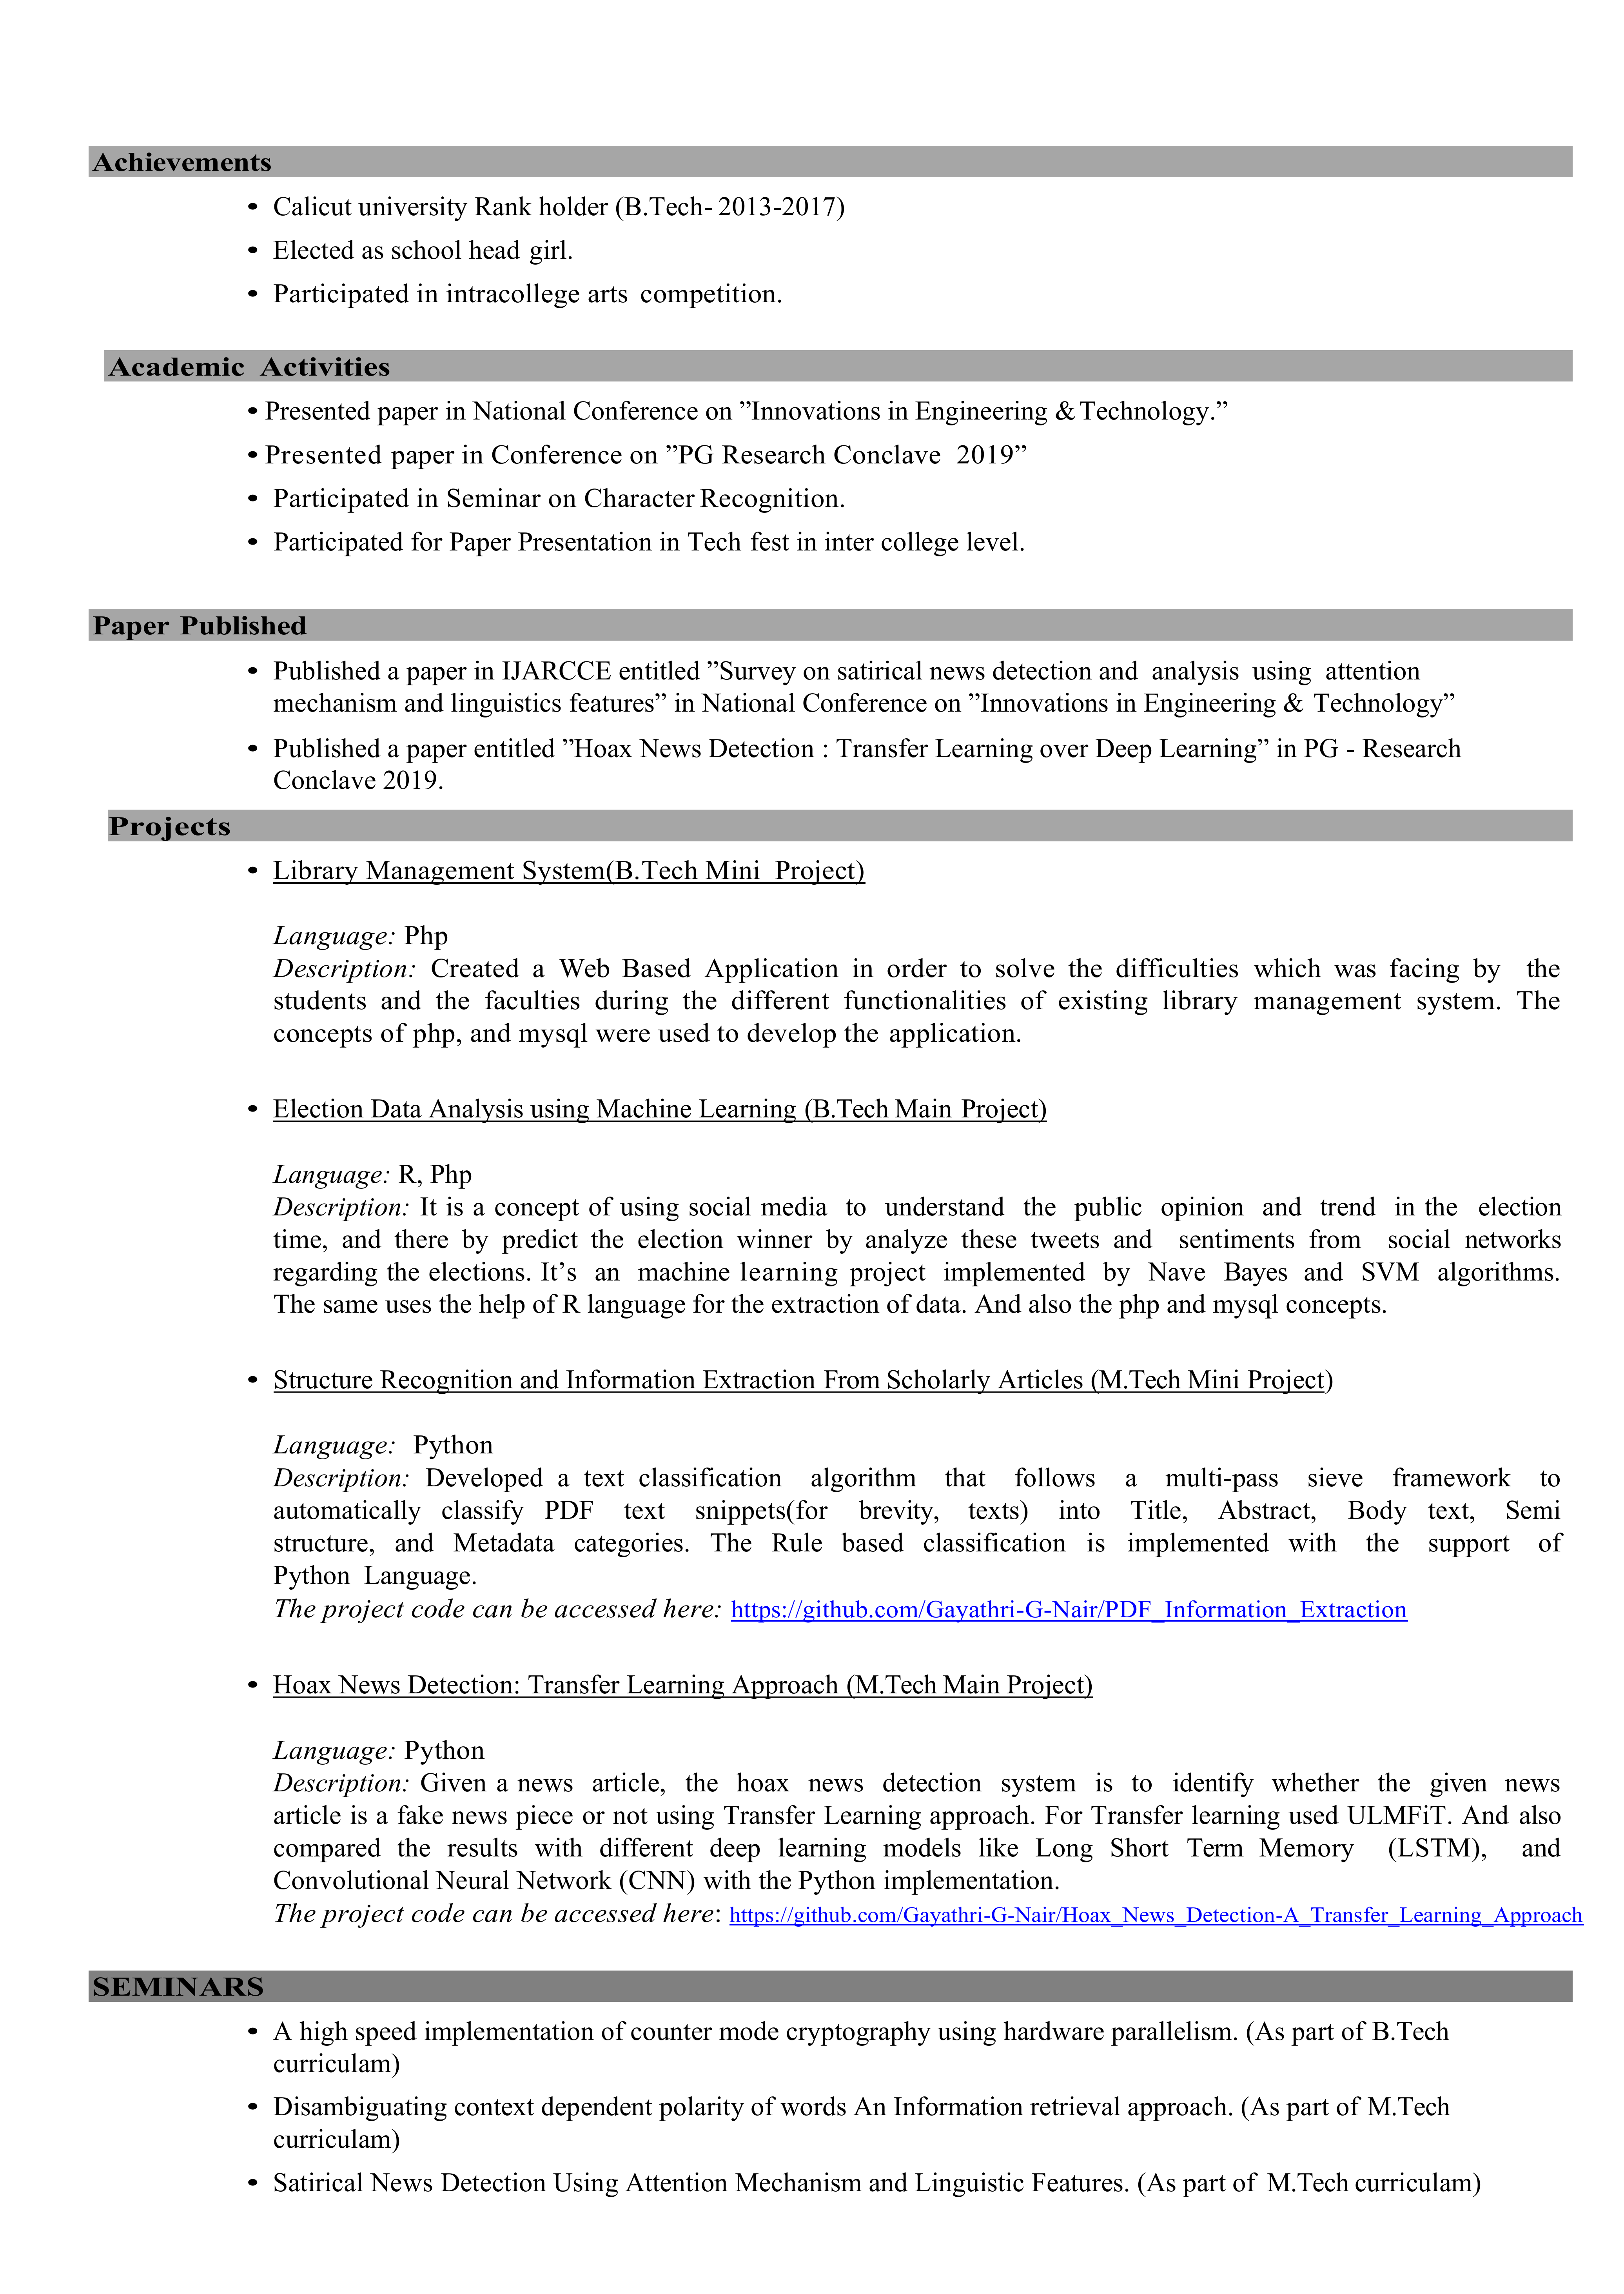 Achievements
• Calicut university Rank holder (B.Tech- 2013-2017)
• Elected as school head girl.
• Participated in intracollege arts competition.
Academic Activities
• Presented paper in National Conference on ”Innovations in Engineering & Technology.”
• Presented paper in Conference on ”PG Research Conclave 2019”
• Participated in Seminar on Character Recognition.
• Participated for Paper Presentation in Tech fest in inter college level.
Paper Published
• Published a paper in IJARCCE entitled ”Survey on satirical news detection and analysis using attention
mechanism and linguistics features” in National Conference on ”Innovations in Engineering & Technology”
• Published a paper entitled ”Hoax News Detection : Transfer Learning over Deep Learning” in PG - Research
Conclave 2019.
Projects
• Library Management System(B.Tech Mini Project)
Language: Php
Description: Created a Web Based Application in order to solve the difficulties which was facing by the
students and the faculties during the different functionalities of existing library management system. The
concepts of php, and mysql were used to develop the application.
• Election Data Analysis using Machine Learning (B.Tech Main Project)
Language: R, Php
Description: It is a concept of using social media to understand the public opinion and trend in the election
time, and there by predict the election winner by analyze these tweets and sentiments from social networks
regarding the elections. It’s an machine learning project implemented by Nave Bayes and SVM algorithms.
The same uses the help of R language for the extraction of data. And also the php and mysql concepts.
• Structure Recognition and Information Extraction From Scholarly Articles (M.Tech Mini Project)
Language: Python
Description: Developed a text classification algorithm that follows a multi-pass sieve framework to
automatically classify PDF text snippets(for brevity, texts) into Title, Abstract, Body text, Semi
structure, and Metadata categories. The Rule based classification is implemented with the support of
Python Language.
The project code can be accessed here: https://github.com/Gayathri-G-Nair/PDF_Information_Extraction
• Hoax News Detection: Transfer Learning Approach (M.Tech Main Project)
Language: Python
Description: Given a news article, the hoax news detection system is to identify whether the given news
article is a fake news piece or not using Transfer Learning approach. For Transfer learning used ULMFiT. And also
compared the results with different deep learning models like Long Short Term Memory (LSTM), and
Convolutional Neural Network (CNN) with the Python implementation.
The project code can be accessed here: https://github.com/Gayathri-G-Nair/Hoax_News_Detection-A_Transfer_Learning_Approach
SEMINARS
• A high speed implementation of counter mode cryptography using hardware parallelism. (As part of B.Tech
curriculam)
• Disambiguating context dependent polarity of words An Information retrieval approach. (As part of M.Tech
curriculam)
• Satirical News Detection Using Attention Mechanism and Linguistic Features. (As part of M.Tech curriculam)